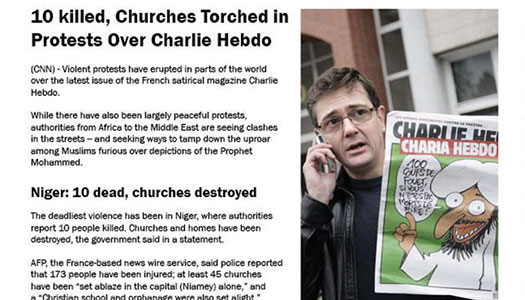 10 killed, Churches Torched in
Protests Over Charlie Hebdo
(CNN) - Violent protests have erupted in parts of the world
over the latest issue of the French satirical magazine Charlie
Hebdo.
While there have also been largely peaceful protests,
authorities from Africa to the Middle East are seeing clashes
in the streets -- and seeking ways to tamp down the uproar
among Muslims furious over depictions of the Prophet
Mohammed.
Niger: 10 dead, churches destroyed
The deadliest violence has been in Niger, where authorities
report 10 people killed. Churches and homes have been
destroyed, the government said in a statement.
AFP, the France-based news wire service, said police reported
that 173 people have been injured; at least 45 churches
have been "set ablaze in the capital (Niamey) alone," and
a "Christian school and orphanage were also set alight."
CHARLIE HE
CHARIA HEBDO
100
COUPS DE
FOUET, SI
VOUS